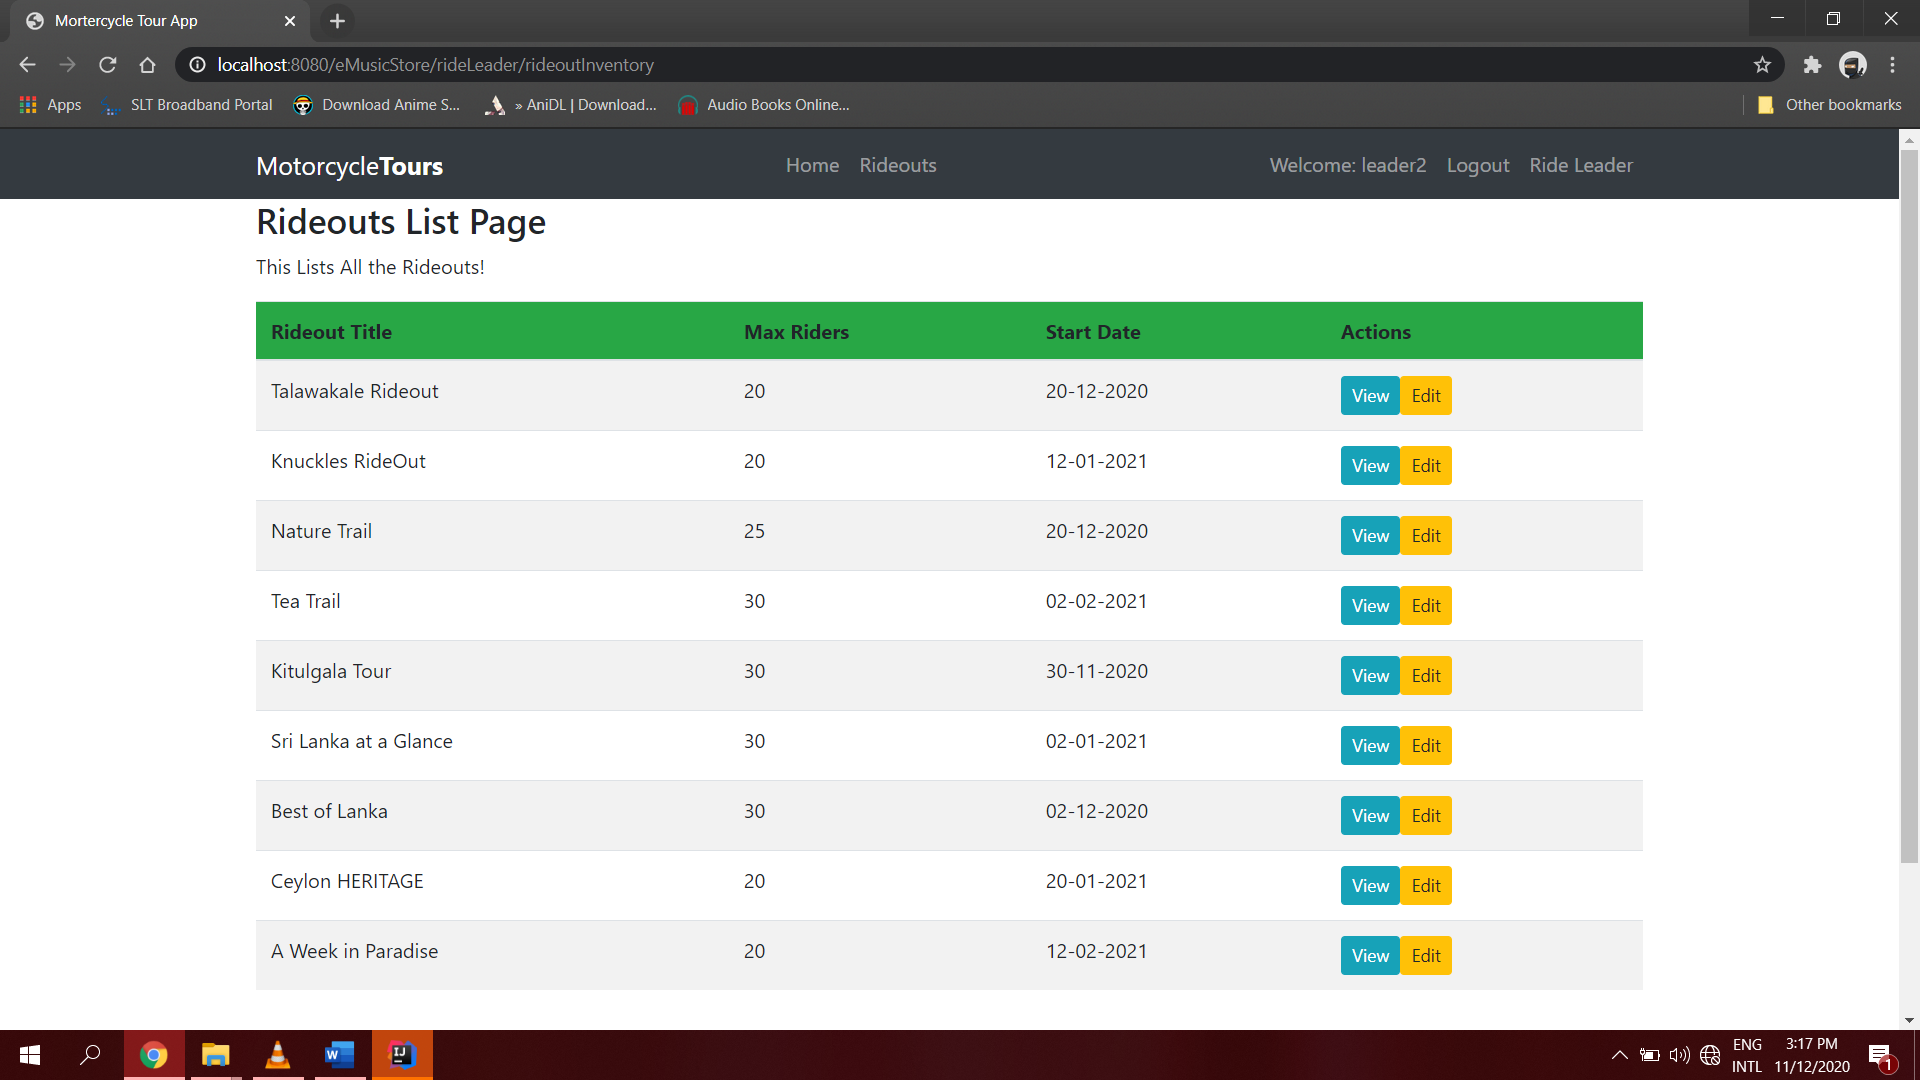 Mortercycle Tour App
localhost:8080/eMusicStore/rideLeader/rideoutInventory
Apps SLT Broadband Portal Download Anime S... » AniDL | Download... Audio Books Online... Other bookmarks
MotorcycleTours Home Rideouts Welcome: leader2 Logout Ride Leader
Rideouts List Page
This Lists All the Rideouts!
Rideout Title Max Riders Start Date Actions
Talawakale Rideout 20 20-12-2020 View Edit
Knuckles RideOut 20 12-01-2021 View Edit
Nature Trail 25 20-12-2020 View Edit
Tea Trail 30 02-02-2021 View Edit
Kitulgala Tour 30 30-11-2020 View Edit
Sri Lanka at a Glance 30 02-01-2021 View Edit
Best of Lanka 30 02-12-2020 View Edit
Ceylon HERITAGE 20 20-01-2021 View Edit
A Week in Paradise 20 12-02-2021 View Edit
W IJ ENG 3:17 PM
INTL 11/12/2020 1